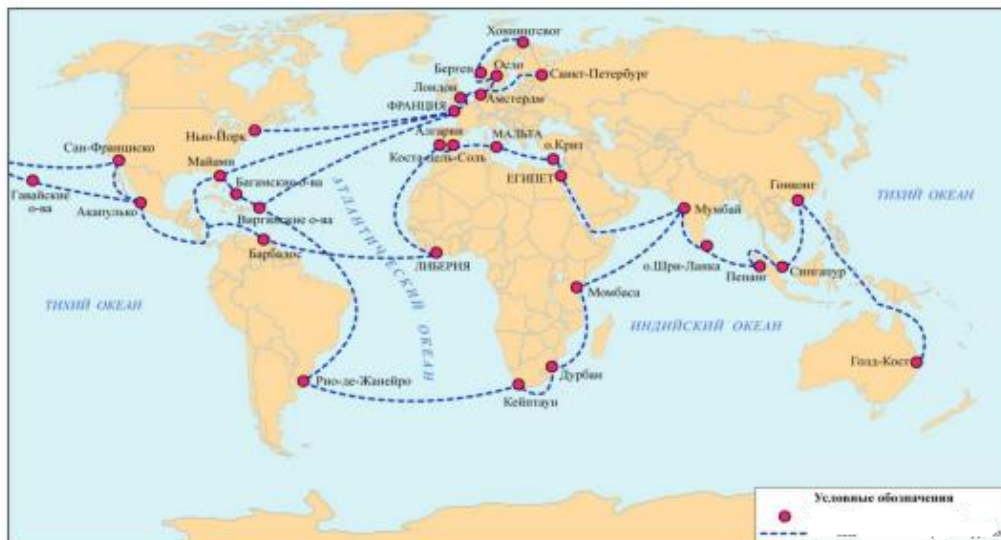 Хоннингсвог
Берген
Осло
Санкт-Петербург
Лондон
Амстердм
ФРАНЦИЯ
Нью-Йорк
Алгарви
МАЛЬТА
о.Крит
Сан-Франциско
Майами
Коста-дель-Соль
ЕГИПЕТ
Гонконг
ТИХИЙ ОКЕАН
Гавайские
о-ва
Багамские о-ва
Акапулько
Виргинские о-ва
Мумбай
АТЛАНТИЧЕСКИЙ ОКЕАН
Барбадос
ЛИБЕРИЯ
о.Шри-Ланка
Пенанг
Сингапур
Момбаса
ТИХИЙ ОКЕАН
ИНДИЙСКИЙ ОКЕАН
Голд-Кост
Рио-де-Жанейро
Дурбан
Кейптаун
Условные обозначения